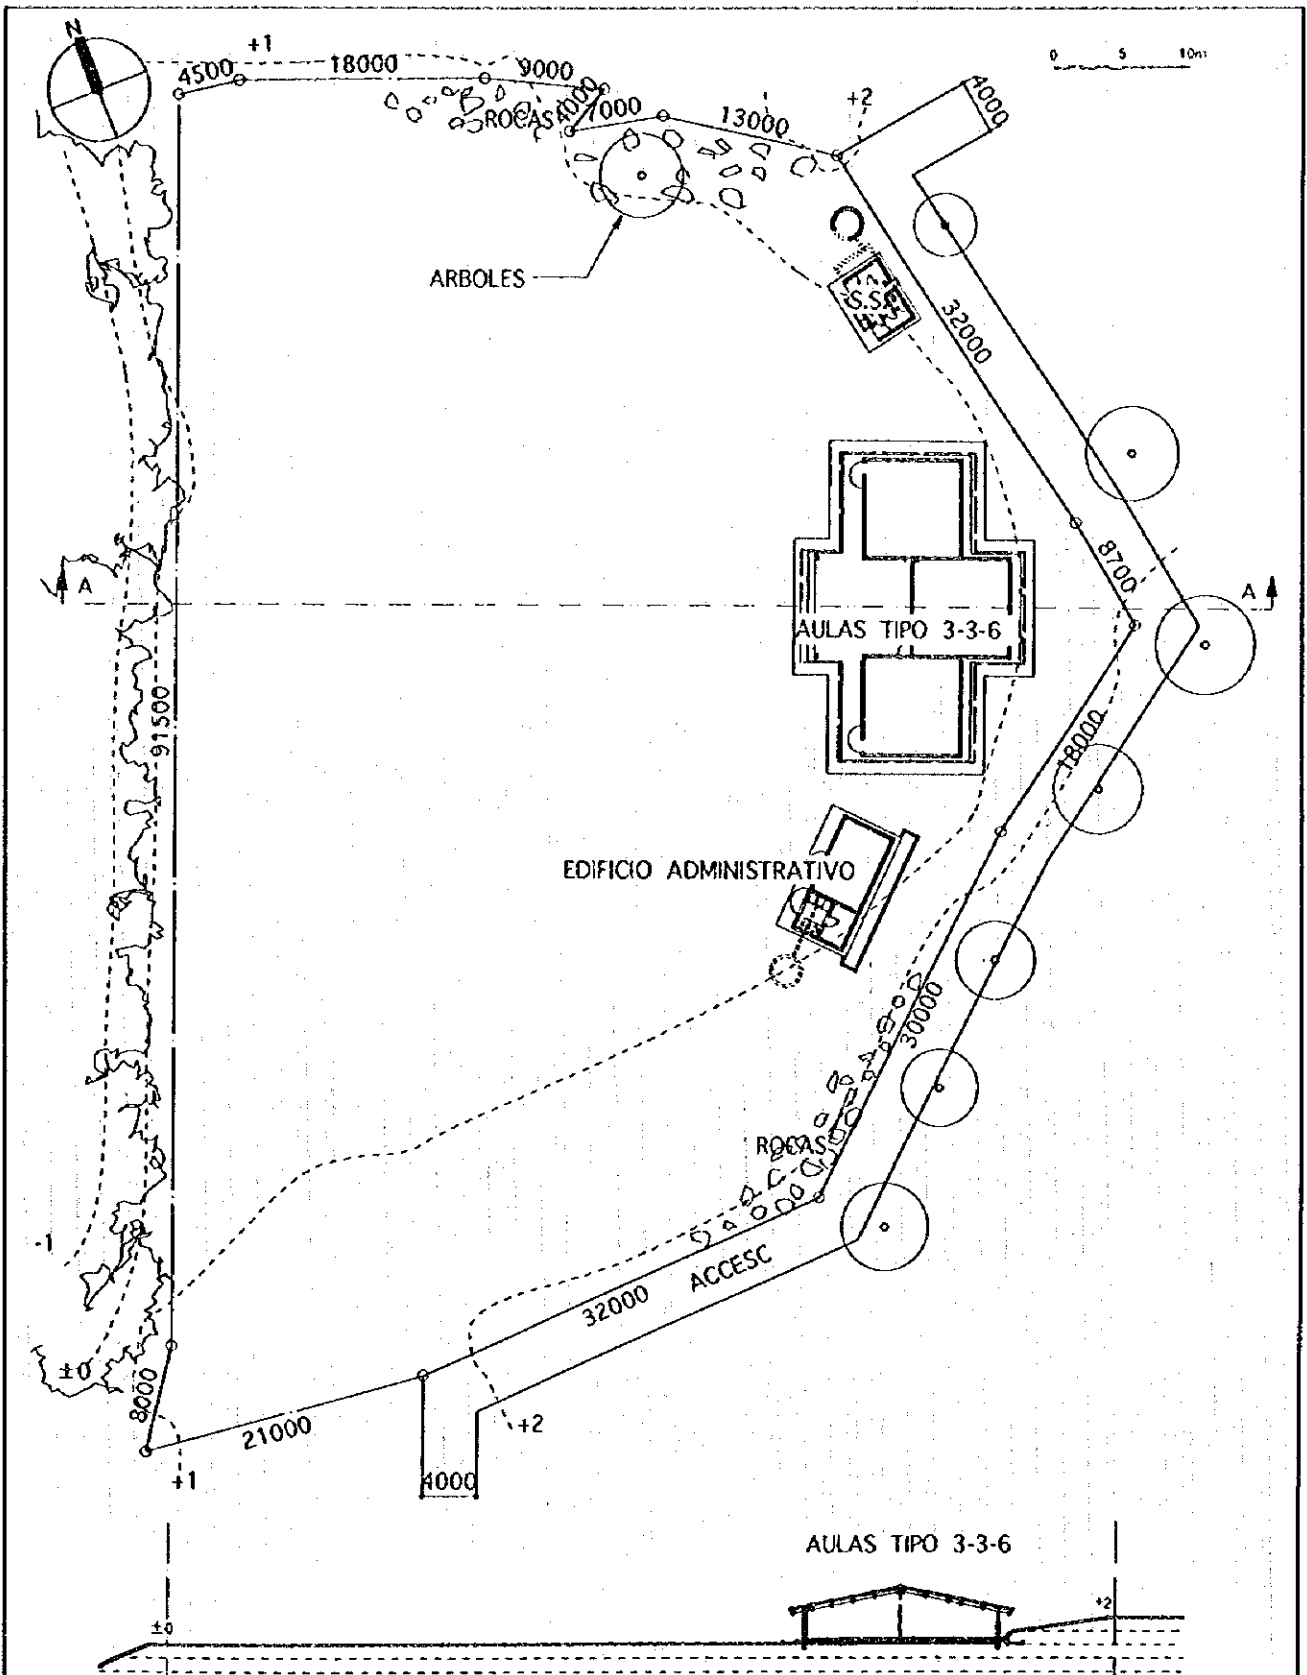 N
+1
4500
18000
9000
0 5 10m
4000
ROCAS
4000
7000
13000
+2
ARBOLES
S.S.
32000
8700
A
A
AULAS TIPO 3-3-6
91500
18000
EDIFICIO ADMINISTRATIVO
30000
ROCAS
-1
ACCESC
32000
±0
8000
21000
+2
+1
4000
AULAS TIPO 3-3-6
±0
+2